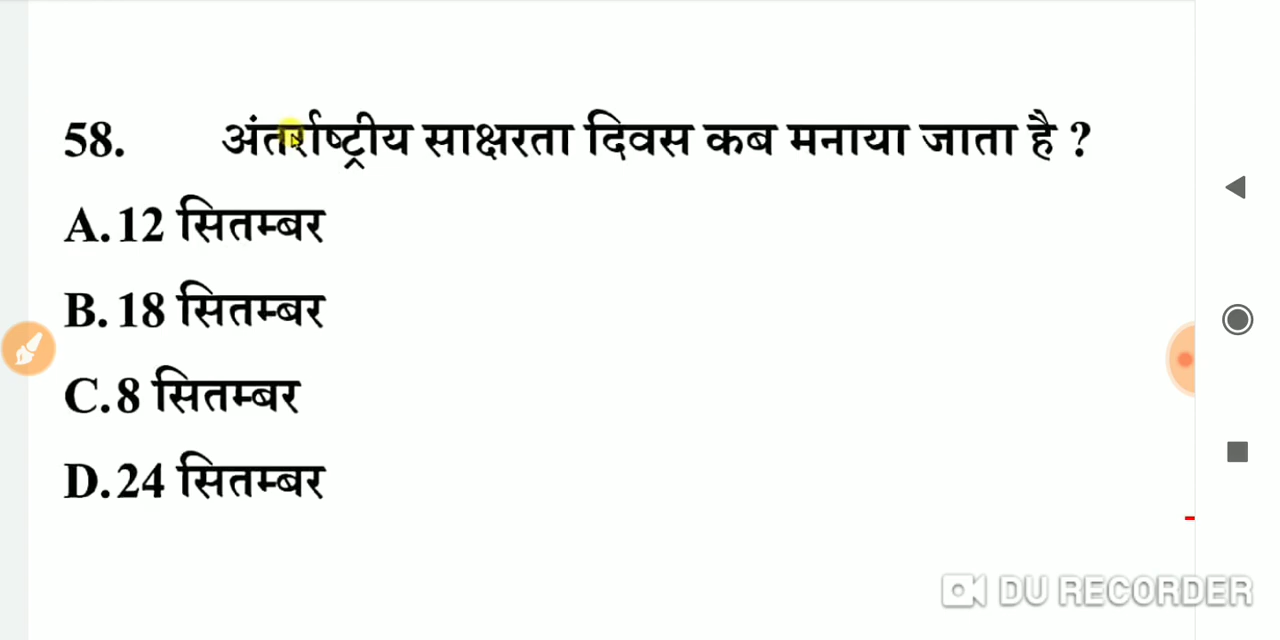 58. अंतर्राष्ट्रीय साक्षरता दिवस कब मनाया जाता है ?
A.12 सितम्बर
B.18 सितम्बर
C.8 सितम्बर
D.24 सितम्बर
DU RECORDER